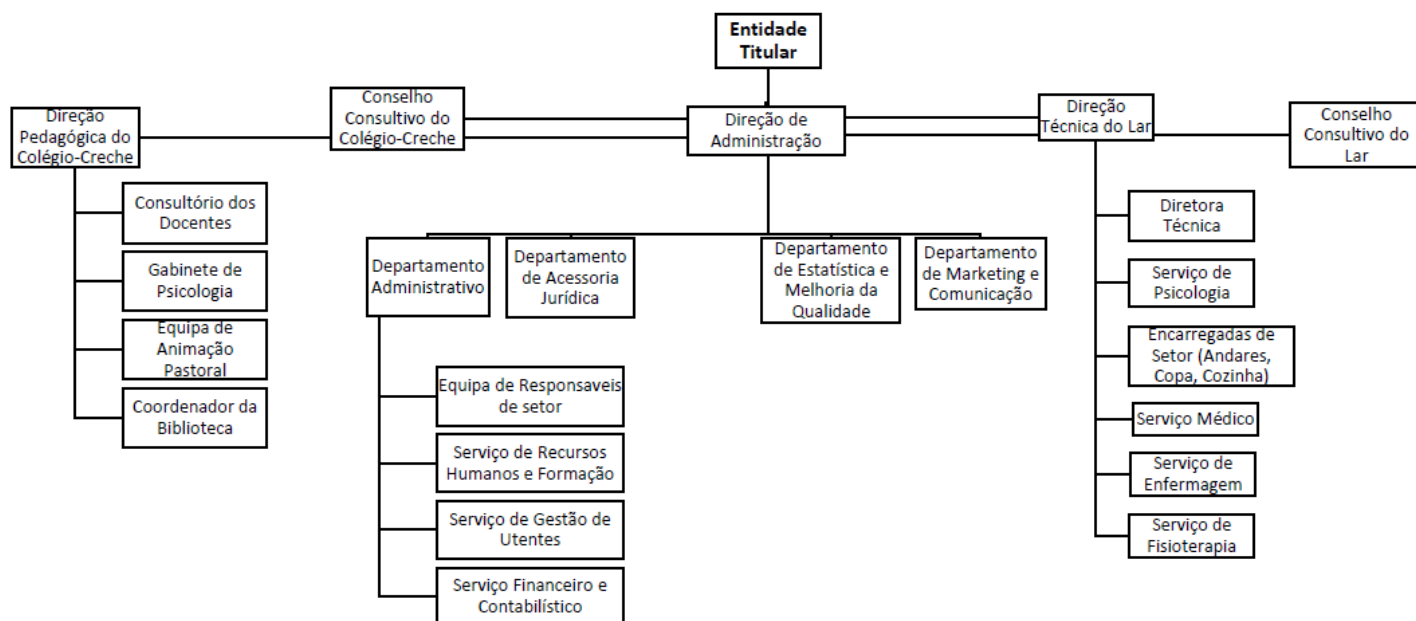 Entidade
Titular
Direção
Pedagógica do
Colégio-Creche
Conselho
Consultivo do
Colégio-Creche
Direção de
Administração
Direção
Técnica do Lar
Conselho
Consultivo do
Lar
Consultório dos
Docentes
Gabinete de
Psicologia
Equipa de
Animação
Pastoral
Coordenador da
Biblioteca
Departamento
Administrativo
Departamento
de Acessoria
Jurídica
Departamento
de Estatística e
Melhoria da
Qualidade
Departamento
de Marketing e
Comunicação
Equipa de Responsaveis
de setor
Serviço de Recursos
Humanos e Formação
Serviço de Gestão de
Utentes
Serviço Financeiro e
Contabilístico
Diretora
Técnica
Serviço de
Psicologia
Encarregadas de
Setor (Andares,
Copa, Cozinha)
Serviço Médico
Serviço de
Enfermagem
Serviço de
Fisioterapia